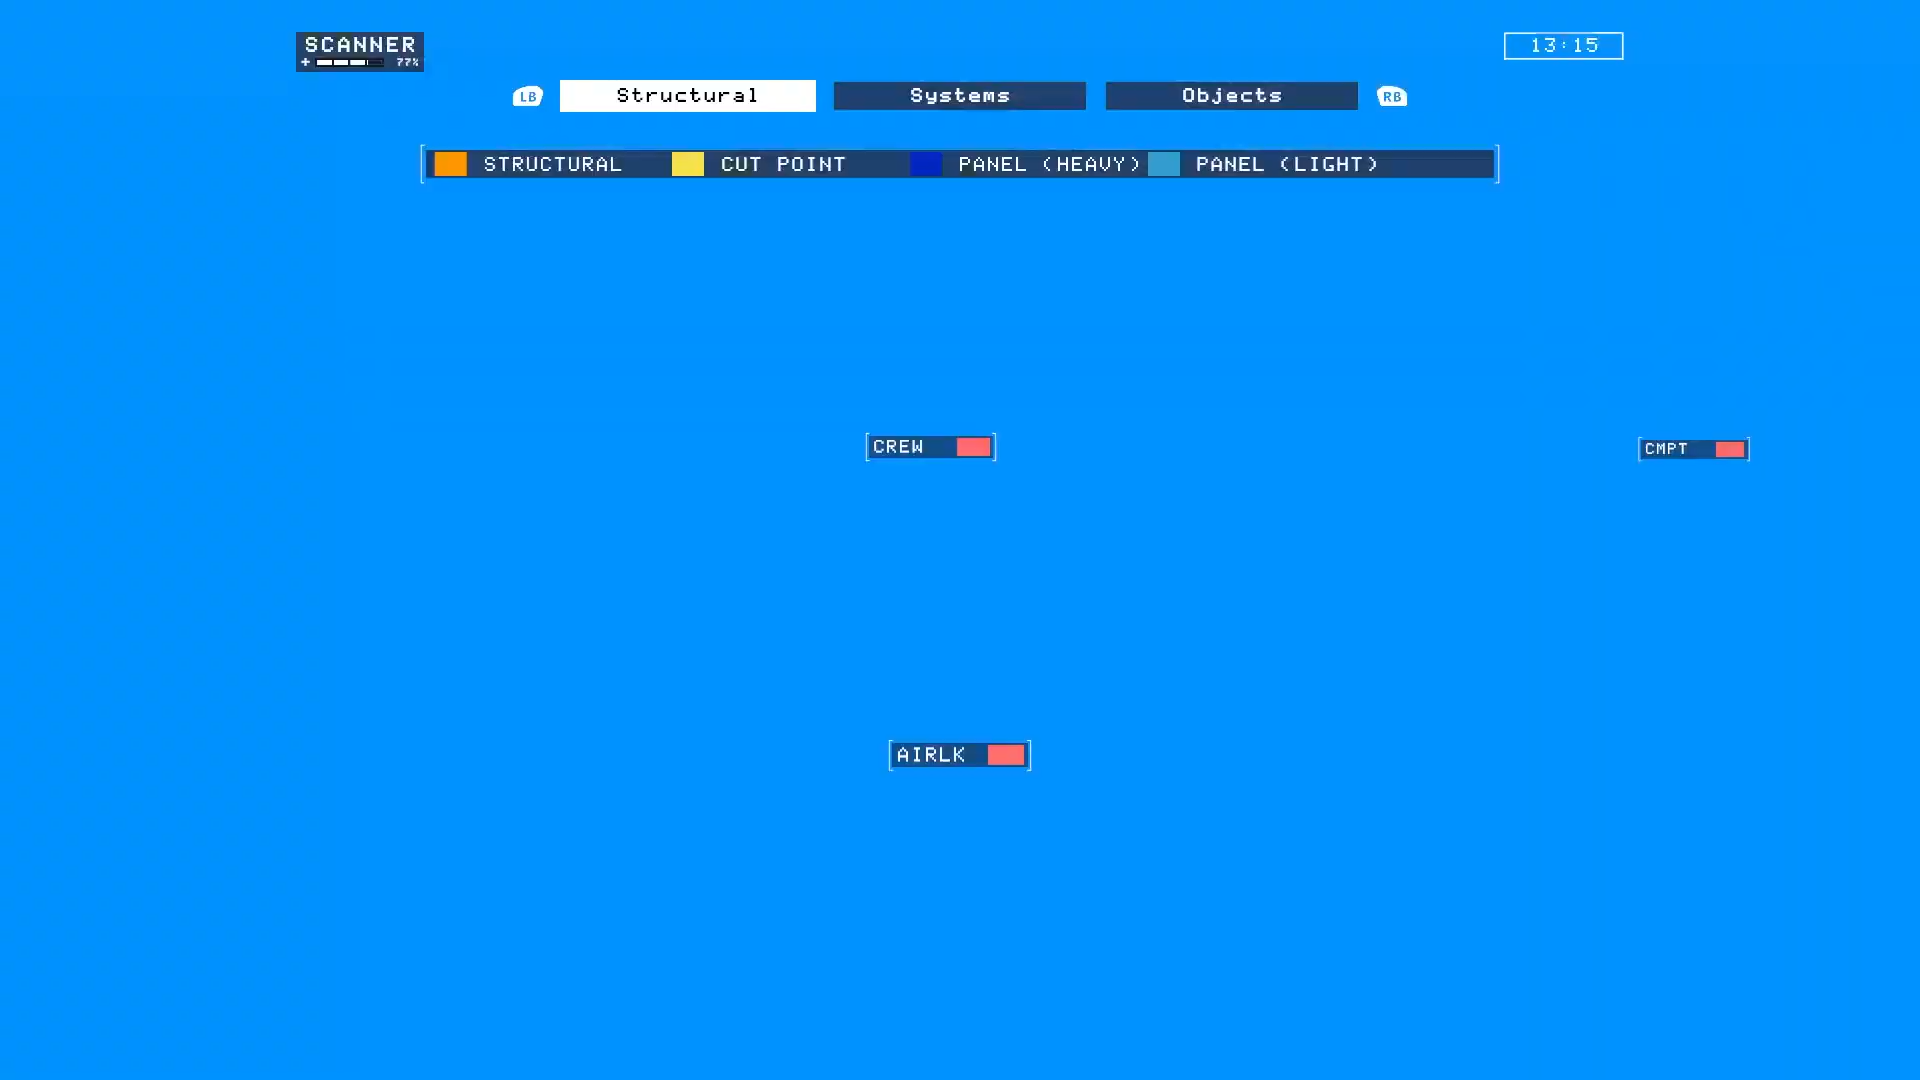 SCANNER
+ 77%
13:15
LB Structural Systems Objects RB
STRUCTURAL CUT POINT PANEL (HEAVY) PANEL (LIGHT)
CREW
CMPT
AIRLK